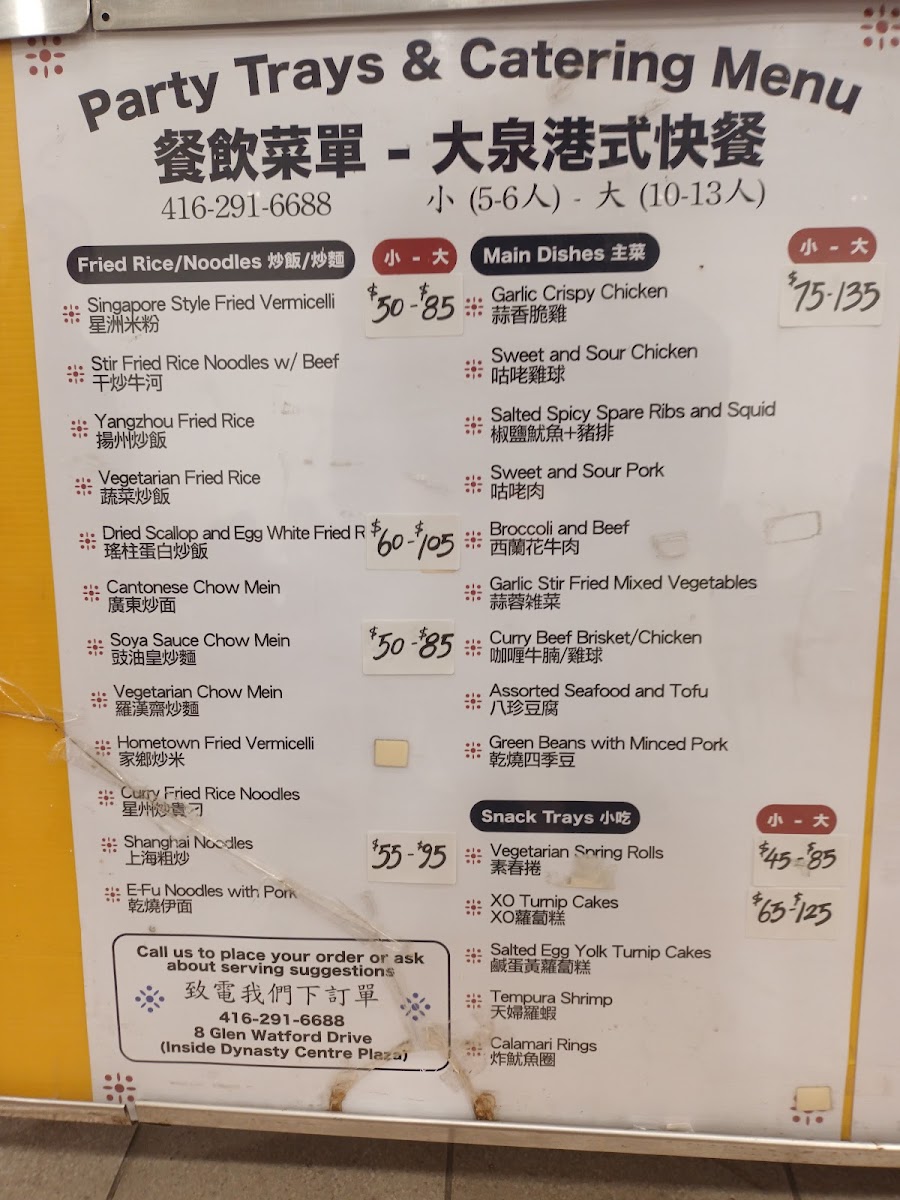 Party Trays & Catering Menu
餐飲菜單 - 大泉港式快餐
416-291-6688
小 (5-6人) - 大 (10-13人)
Fried Rice/Noodles 炒飯/炒麵
小 - 大
Singapore Style Fried Vermicelli
$50-$85
星洲米粉
Stir Fried Rice Noodles w/ Beef
干炒牛河
Yangzhou Fried Rice
揚州炒飯
Vegetarian Fried Rice
蔬菜炒飯
Dried Scallop and Egg White Fried R
$60-$105
瑤柱蛋白炒飯
Cantonese Chow Mein
廣東炒面
Soya Sauce Chow Mein
$50-$85
豉油皇炒麵
Vegetarian Chow Mein
羅漢齋炒麵
Hometown Fried Vermicelli
家鄉炒米
Curry Fried Rice Noodles
星州炒貴刁
Shanghai Noodles
$55-$95
上海粗炒
E-Fu Noodles with Pork
乾燒伊面
Call us to place your order or ask
about serving suggestions
致電我們下訂單
416-291-6688
8 Glen Watford Drive
(Inside Dynasty Centre Plaza)
Main Dishes 主菜
小 - 大
Garlic Crispy Chicken
$75-135
蒜香脆雞
Sweet and Sour Chicken
咕咾雞球
Salted Spicy Spare Ribs and Squid
椒鹽魷魚+豬排
Sweet and Sour Pork
咕咾肉
Broccoli and Beef
西蘭花牛肉
Garlic Stir Fried Mixed Vegetables
蒜蓉雑菜
Curry Beef Brisket/Chicken
咖喱牛腩/雞球
Assorted Seafood and Tofu
八珍豆腐
Green Beans with Minced Pork
乾燒四季豆
Snack Trays 小吃
小 - 大
Vegetarian Spring Rolls
$45-$85
素春捲
XO Turnip Cakes
$65-$125
XO蘿蔔糕
Salted Egg Yolk Turnip Cakes
鹹蛋黃蘿蔔糕
Tempura Shrimp
天婦羅蝦
Calamari Rings
炸魷魚圈